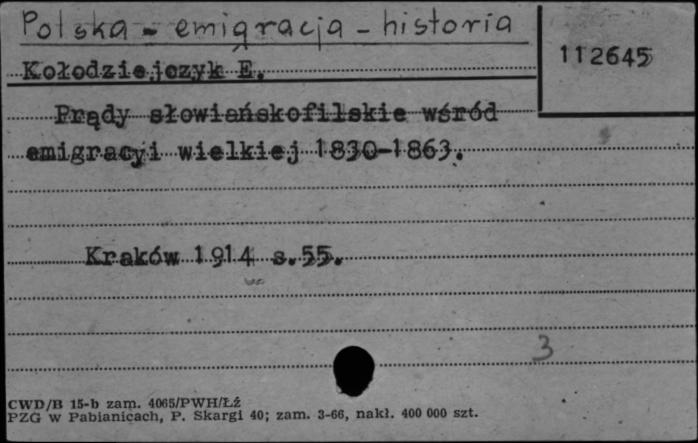 Polska - emigracja - historia
112645
Kołodziejczyk E.
Prądy słowiańskofilskie wśród
emigracyi wielkiej 1830-1863.
Kraków 1914 s.55.
3
CWD/B 15-b zam. 4065/PWH/Łź
PZG w Pabianicach, P. Skargi 40; zam. 3-66, nakł. 400 000 szt.